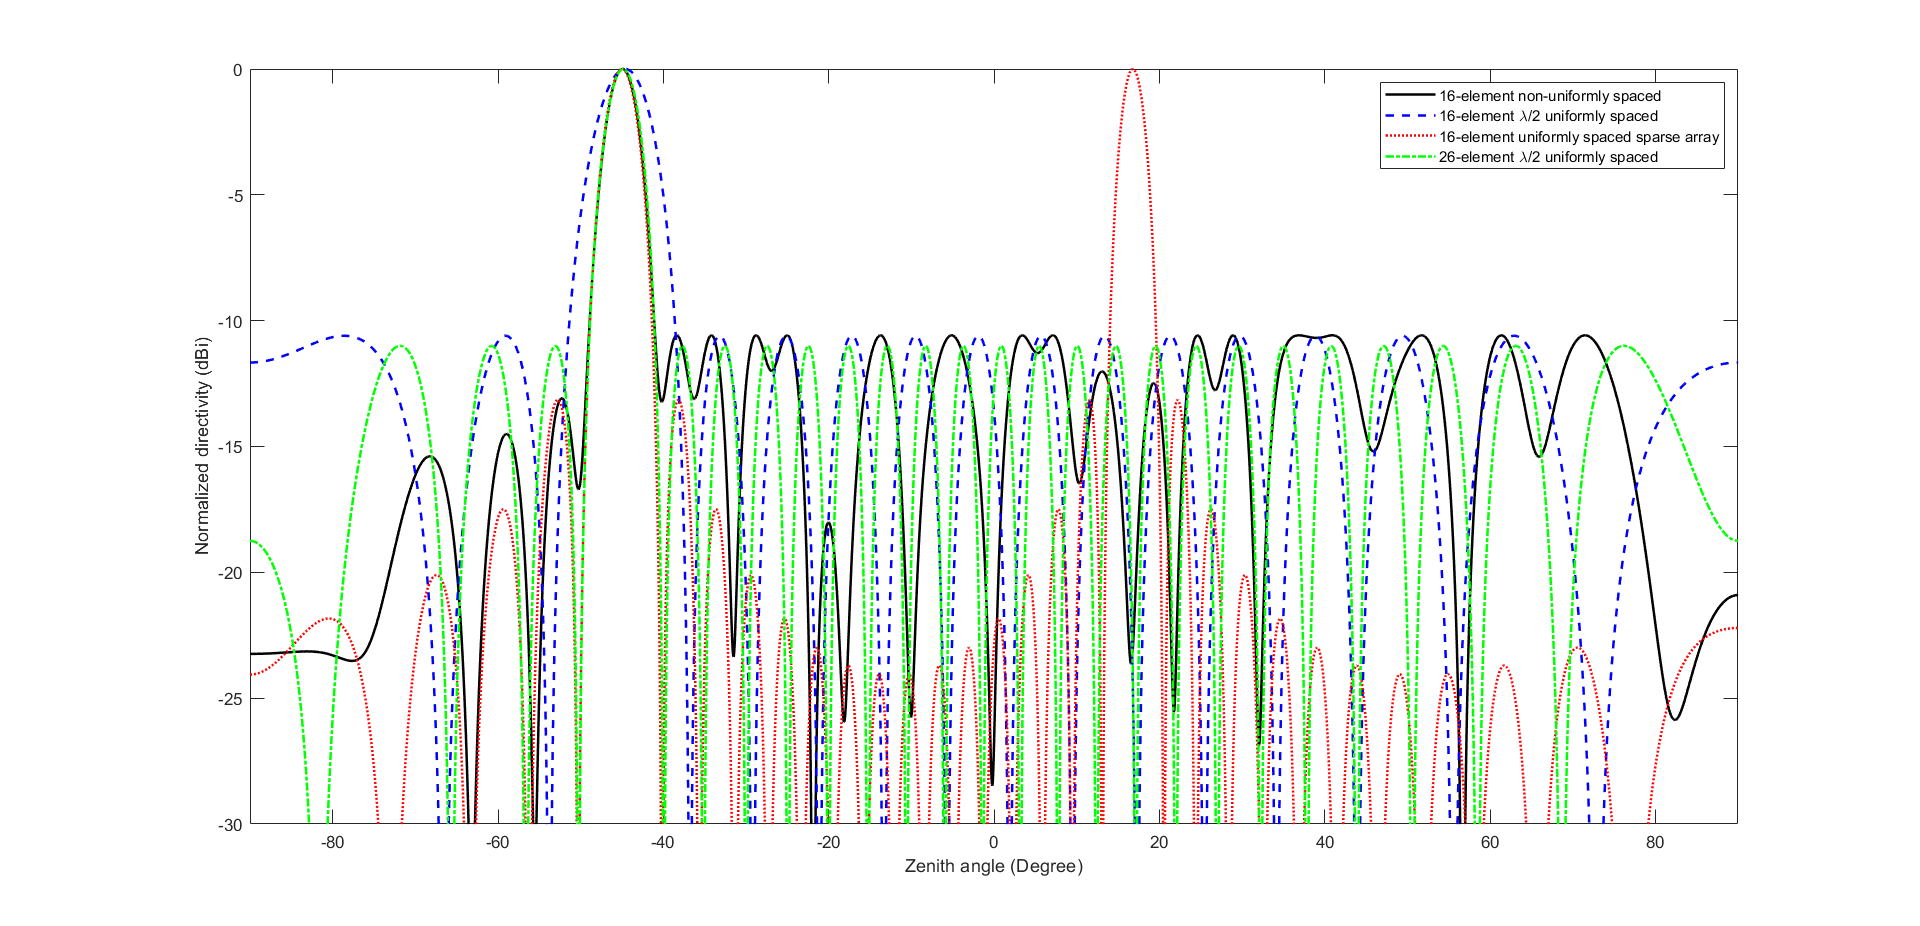 0
-5
-10
-15
-20
-25
-30
Normalized directivity (dBi)
16-element non-uniformly spaced
16-element λ/2 uniformly spaced
16-element uniformly spaced sparse array
26-element λ/2 uniformly spaced
-80 -60 -40 -20 0 20 40 60 80
Zenith angle (Degree)